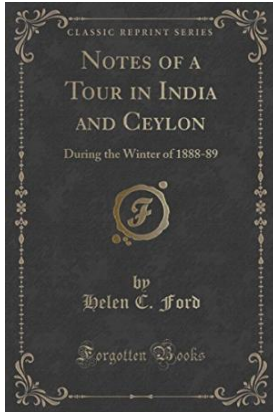 CLASSIC REPRINT SERIES
NOTES OF A
TOUR IN INDIA
AND CEYLON
During the Winter of 1888-89
F
by
Helen C. Ford
Forgotten Books